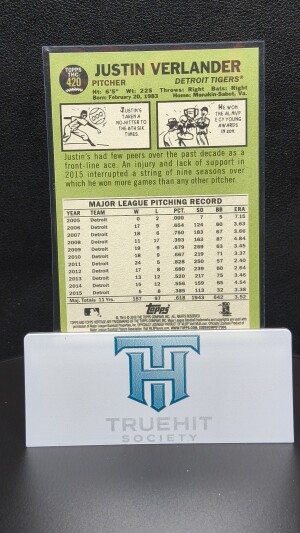 TOPPS
THC-
420
JUSTIN VERLANDER
PITCHER
DETROIT TIGERS®
Ht: 6'5" Wt: 225 Throws: Right Bats: Right
Born: February 20, 1983 Home: Manakin-Sabot, Va.
JUSTIN'S
TAKEN A
NO-HITTER TO
THE 8TH SIX
TIMES.
HE WON
THE AL MVP
& CY YOUNG
AWARDS
IN 2011.
Justin's had few peers over the past decade as a
front-line ace. An injury and lack of support in
2015 interrupted a string of nine seasons over
which he won more games than any other pitcher.
MAJOR LEAGUE PITCHING RECORD
YEAR TEAM W L PCT. SO BB ERA
2005 Detroit 0 2 .000 7 5 7.15
2006 Detroit 17 9 .654 124 60 3.63
2007 Detroit 18 6 .750 183 67 3.66
2008 Detroit 11 17 .393 163 87 4.84
2009 Detroit 19 9 .679 269 63 3.45
2010 Detroit 18 9 .667 219 71 3.37
2011 Detroit 24 5 .828 250 57 2.40
2012 Detroit 17 8 .680 239 60 2.64
2013 Detroit 13 12 .520 217 75 3.46
2014 Detroit 15 12 .556 159 65 4.54
2015 Detroit 5 8 .385 113 32 3.38
Maj. Totals 11 Yrs. 157 97 .618 1943 642 3.52
Topps
TH
TRUEHIT
SOCIETY